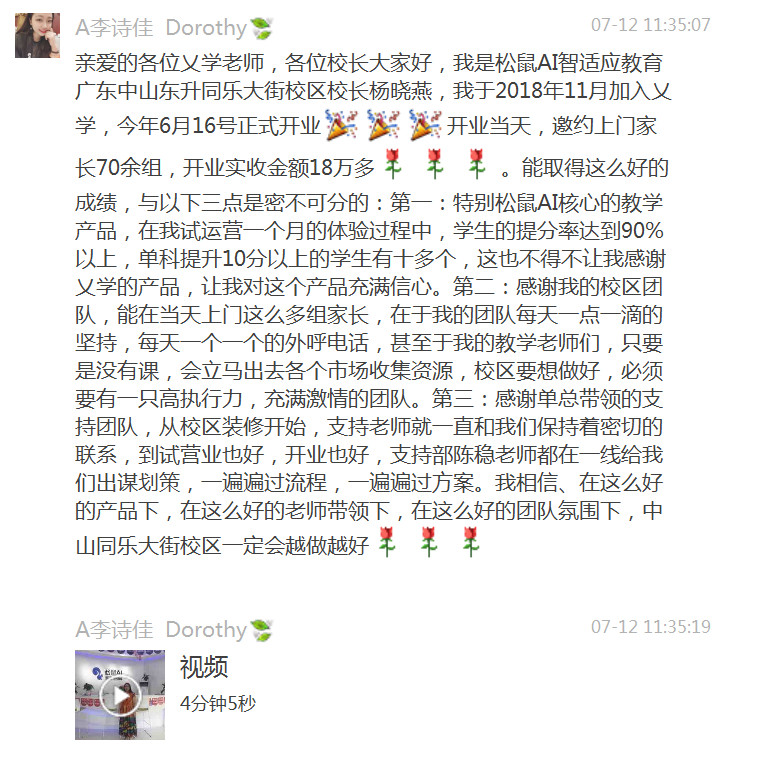 A李诗佳 Dorothy🍃 07-12 11:35:07
亲爱的各位乂学老师，各位校长大家好，我是松鼠AI智适应教育
广东中山东升同乐大街校区校长杨晓燕，我于2018年11月加入乂
学，今年6月16号正式开业🎉🎉🎉开业当天，邀约上门家
长70余组，开业实收金额18万多🌹🌹🌹。能取得这么好的
成绩，与以下三点是密不可分的：第一：特别松鼠AI核心的教学
产品，在我试运营一个月的体验过程中，学生的提分率达到90%
以上，单科提升10分以上的学生有十多个，这也不得不让我感谢
乂学的产品，让我对这个产品充满信心。第二：感谢我的校区团
队，能在当天上门这么多组家长，在于我的团队每天一点一滴的
坚持，每天一个一个的外呼电话，甚至于我的教学老师们，只要
是没有课，会立马出去各个市场收集资源，校区要想做好，必须
要有一只高执行力，充满激情的团队。第三：感谢单总带领的支
持团队，从校区装修开始，支持老师就一直和我们保持着密切的
联系，到试营业也好，开业也好，支持部陈稳老师都在一线给我
们出谋划策，一遍遍过流程，一遍遍过方案。我相信、在这么好
的产品下，在这么好的老师带领下，在这么好的团队氛围下，中
山同乐大街校区一定会越做越好🌹🌹🌹
A李诗佳 Dorothy🍃 07-12 11:35:19
松鼠AI
视频
4分钟5秒